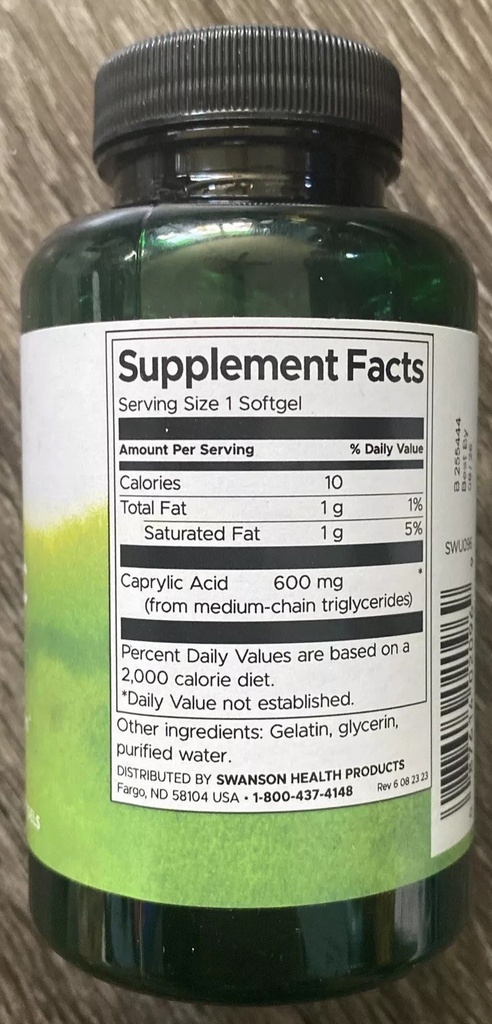 Supplement Facts
Serving Size 1 Softgel
Amount Per Serving % Daily Value
Calories 10
Total Fat 1 g 1%
Saturated Fat 1 g 5%
Caprylic Acid 600 mg *
(from medium-chain triglycerides)
Percent Daily Values are based on a
2,000 calorie diet.
*Daily Value not established.
Other ingredients: Gelatin, glycerin,
purified water.
DISTRIBUTED BY SWANSON HEALTH PRODUCTS
Fargo, ND 58104 USA • 1-800-437-4148 Rev 6 08 23 23
B 255444
Best By